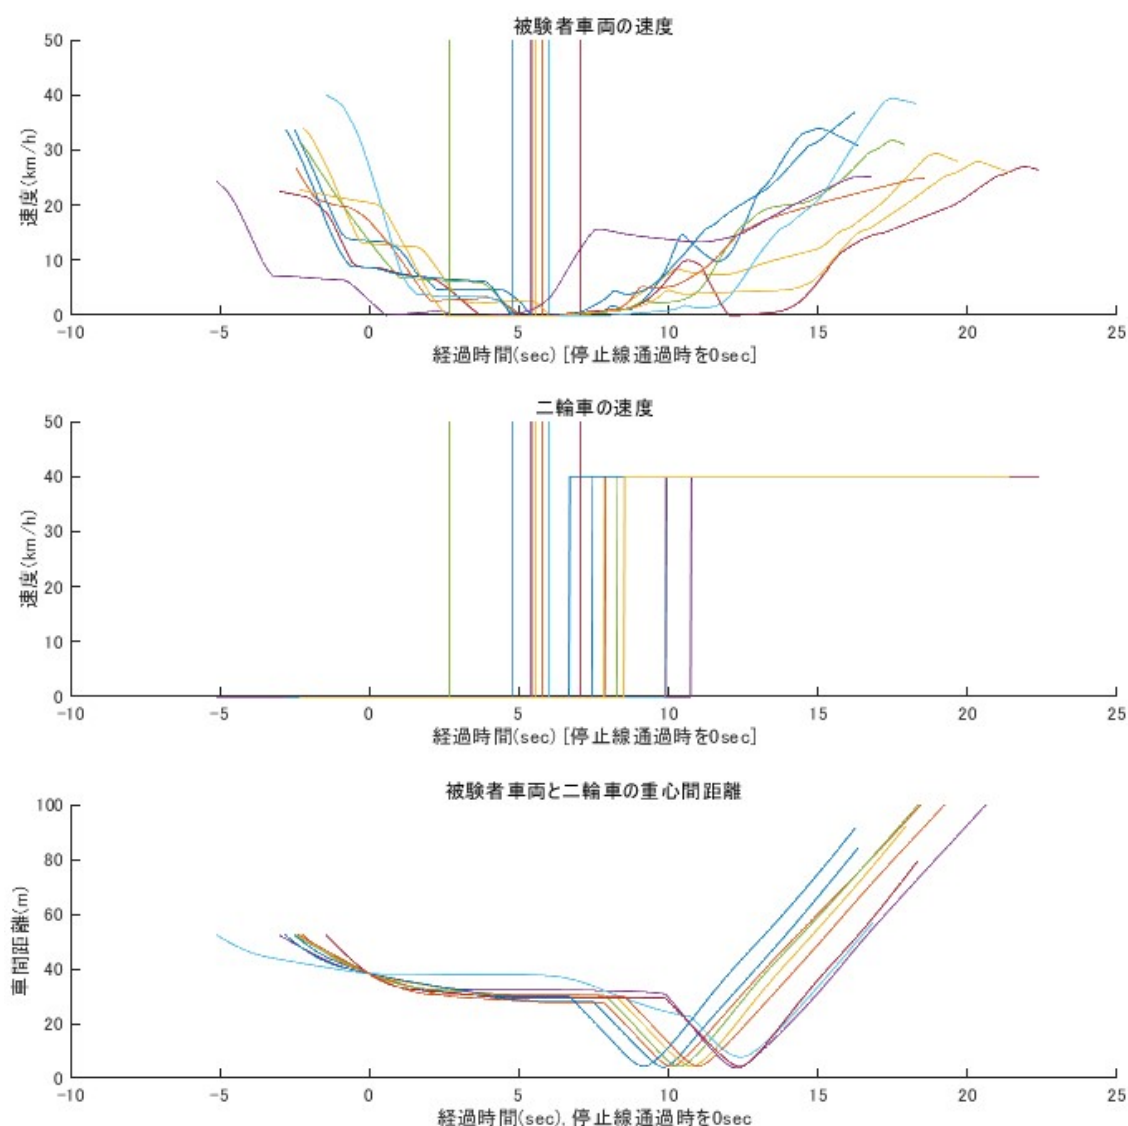 被験者車両の速度
50
40
30
20
10
0
速度(km/h)
-10 -5 0 5 10 15 20 25
経過時間(sec) [停止線通過時を0sec]
二輪車の速度
50
40
30
20
10
0
速度(km/h)
-10 -5 0 5 10 15 20 25
経過時間(sec) [停止線通過時を0sec]
被験者車両と二輪車の重心間距離
100
80
60
40
20
0
車間距離(m)
-10 -5 0 5 10 15 20 25
経過時間(sec), 停止線通過時を0sec